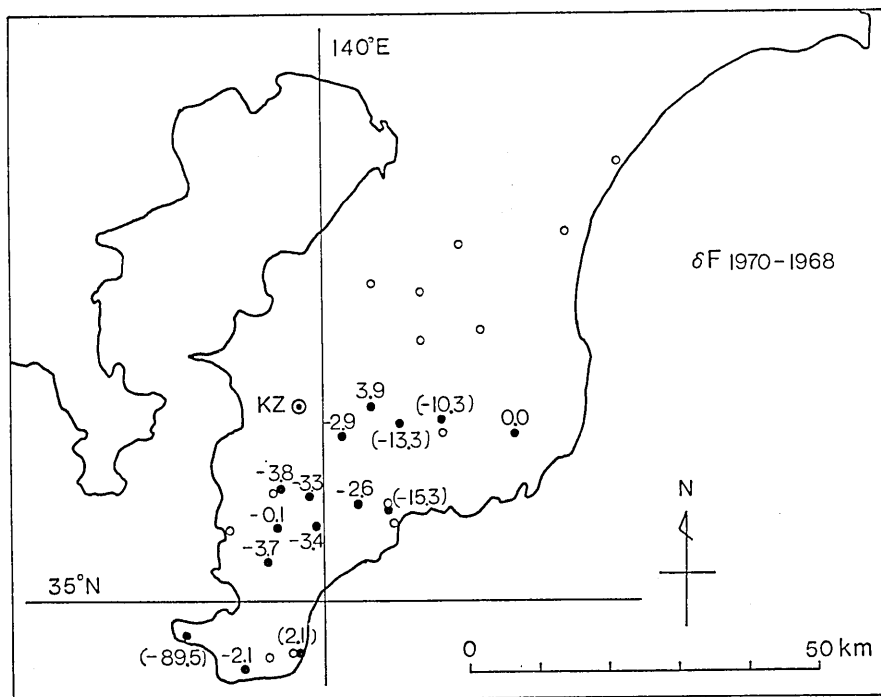 140°E
δF 1970-1968
KZ
3.9
(-10.3)
0.0
-2.9
(-13.3)
-3.8
-3.3
-2.6
(-15.3)
-0.1
-3.4
-3.7
N
35°N
(-89.5)
-2.1
(2.1)
0
50 km